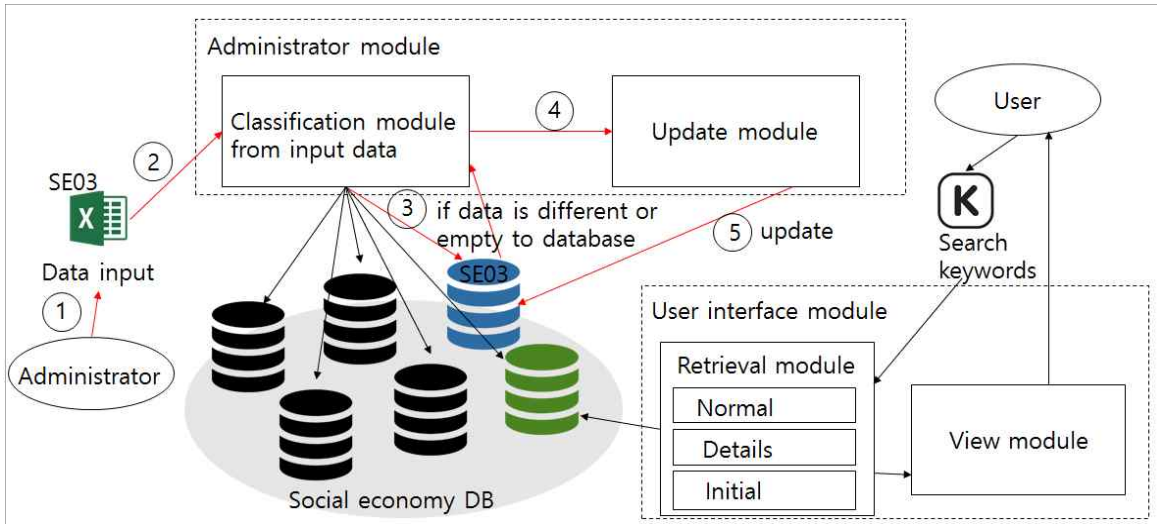 Administrator module
Classification module
from input data
4
Update module
User
2
SE03
X
3
if data is different or
empty to database
5
update
K
Search
keywords
Data input
1
SE03
Administrator
User interface module
Retrieval module
Normal
Details
Initial
View module
Social economy DB